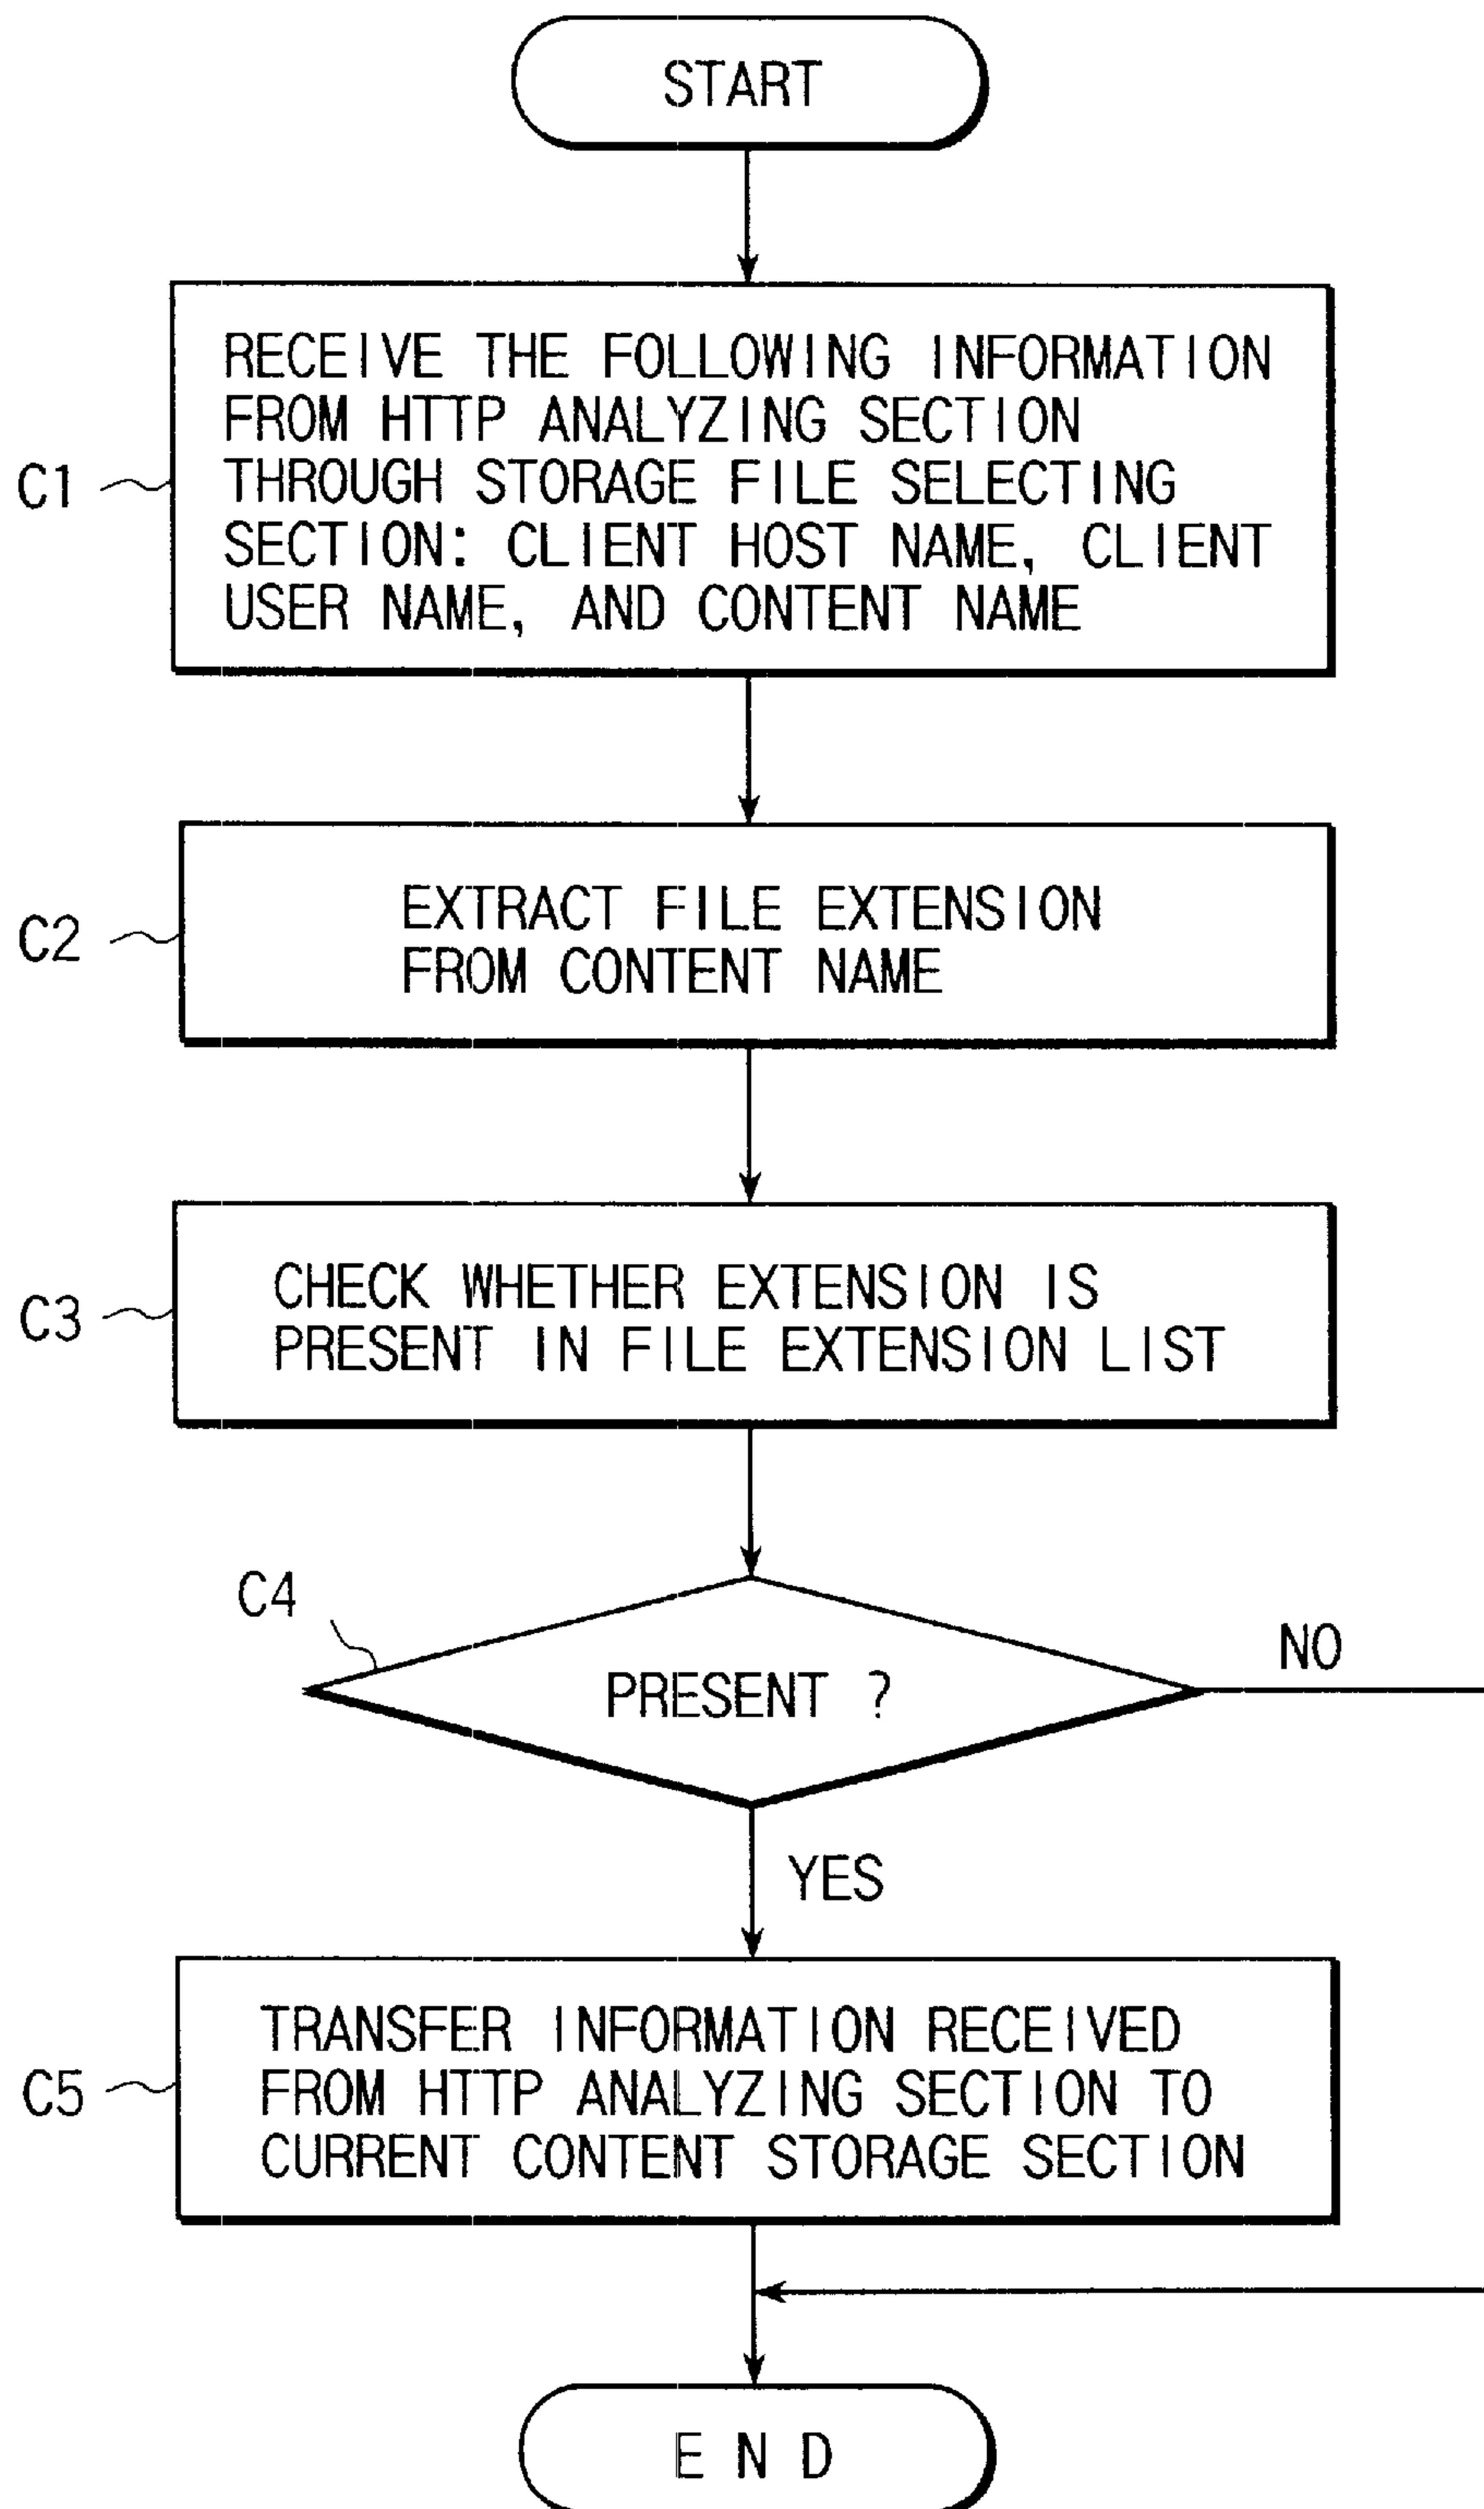 START
C1
RECEIVE THE FOLLOWING INFORMATION
FROM HTTP ANALYZING SECTION
THROUGH STORAGE FILE SELECTING
SECTION: CLIENT HOST NAME, CLIENT
USER NAME, AND CONTENT NAME
C2
EXTRACT FILE EXTENSION
FROM CONTENT NAME
C3
CHECK WHETHER EXTENSION IS
PRESENT IN FILE EXTENSION LIST
C4
PRESENT ?
NO
YES
C5
TRANSFER INFORMATION RECEIVED
FROM HTTP ANALYZING SECTION TO
CURRENT CONTENT STORAGE SECTION
END